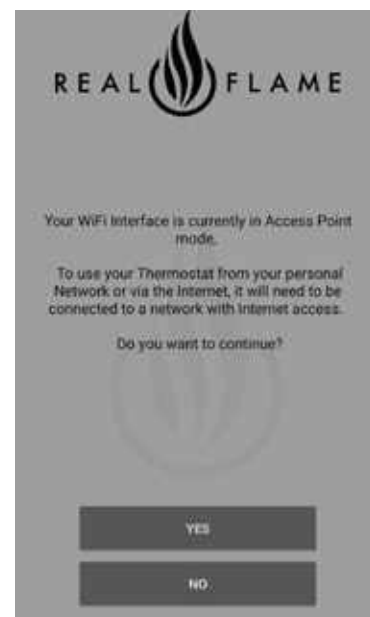 REAL FLAME
Your WiFi Interface is currently in Access Point
mode.
To use your Thermostat from your personal
Network or via the Internet, it will need to be
connected to a network with Internet access.
Do you want to continue?
YES
NO